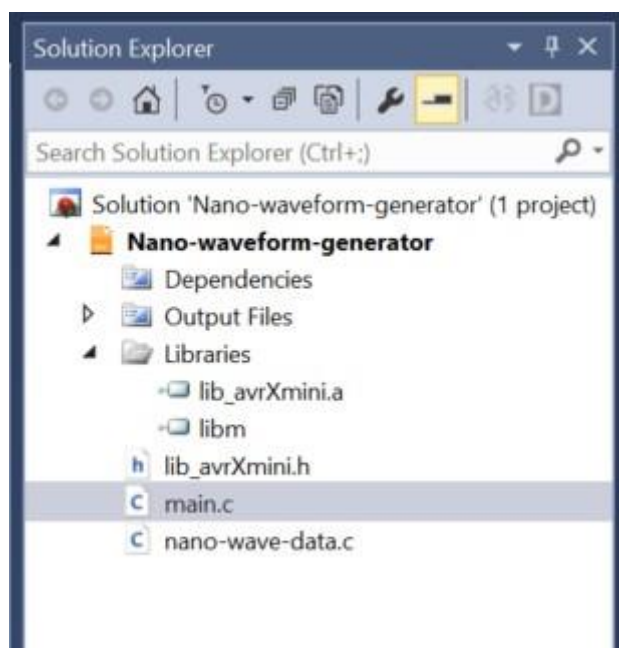 Solution Explorer
Search Solution Explorer (Ctrl+;)
Solution 'Nano-waveform-generator' (1 project)
Nano-waveform-generator
Dependencies
Output Files
Libraries
lib_avrXmini.a
libm
h lib_avrXmini.h
C main.c
C nano-wave-data.c